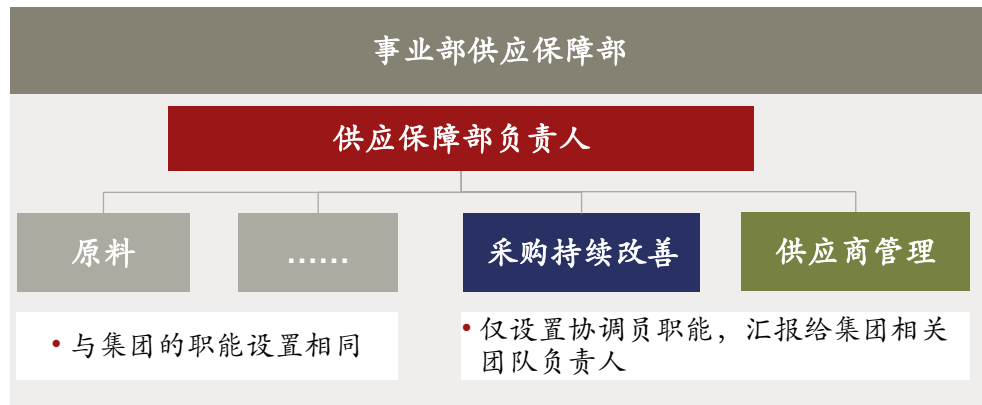 事业部供应保障部
供应保障部负责人
原料
......
采购持续改善
供应商管理
• 与集团的职能设置相同
• 仅设置协调员职能，汇报给集团相关
团队负责人